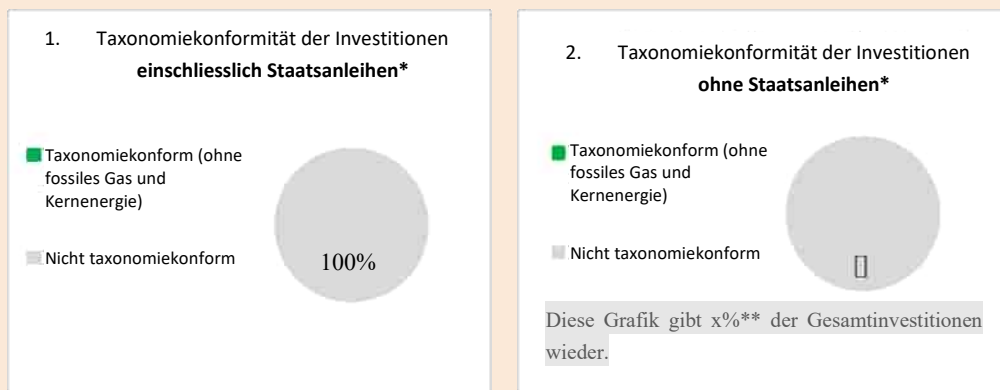 1. Taxonomiekonformität der Investitionen
einschliesslich Staatsanleihen*
Taxonomiekonform (ohne
fossiles Gas und
Kernenergie)
Nicht taxonomiekonform
100%
2. Taxonomiekonformität der Investitionen
ohne Staatsanleihen*
Taxonomiekonform (ohne
fossiles Gas und
Kernenergie)
Nicht taxonomiekonform
[]
Diese Grafik gibt x%** der Gesamtinvestitionen
wieder.